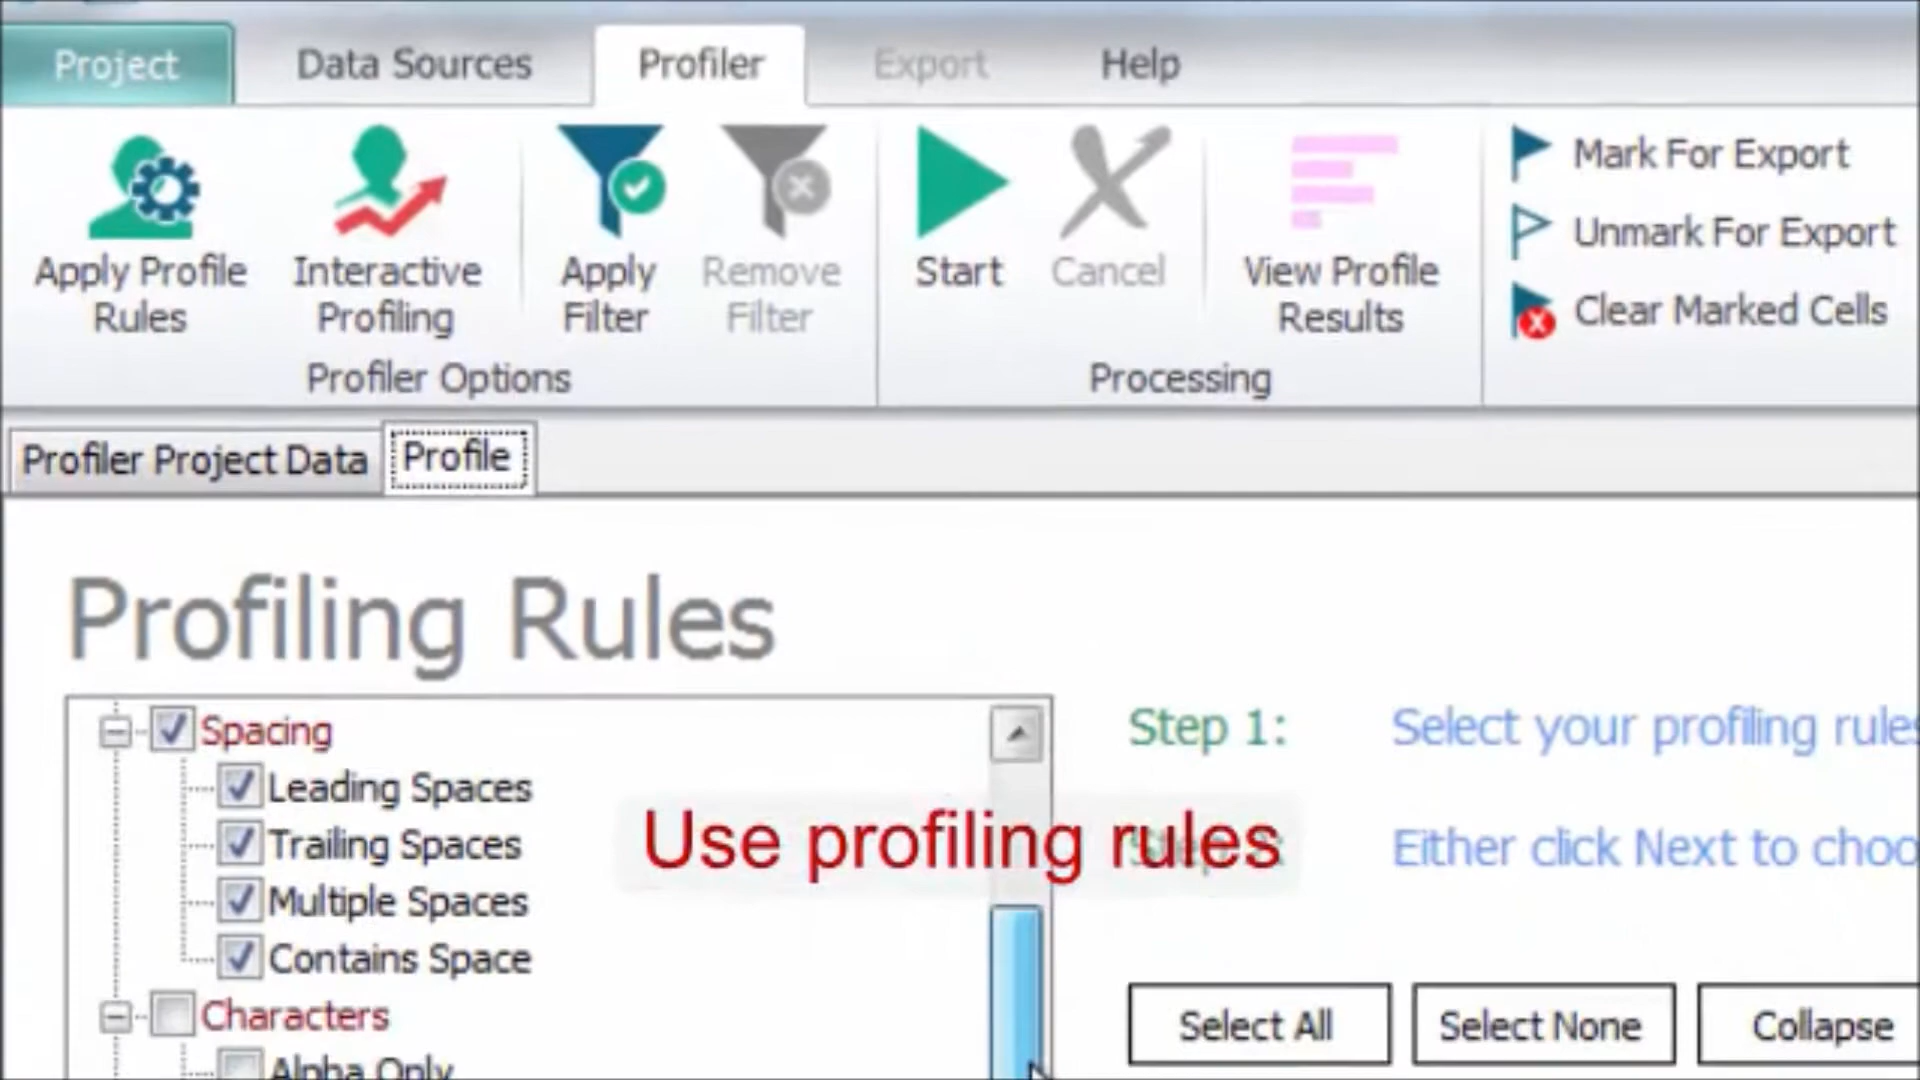 Project Data Sources Profiler Export Help
Apply Profile Rules
Interactive Profiling
Apply Filter
Remove Filter
Start
Cancel
View Profile Results
Mark For Export
Unmark For Export
Clear Marked Cells
Profiler Options
Processing
Profiler Project Data Profile
Profiling Rules
Spacing
Leading Spaces
Trailing Spaces
Multiple Spaces
Contains Space
Characters
Alpha Only
Step 1: Select your profiling rules
Use profiling rules
Either click Next to choo
Select All Select None Collapse